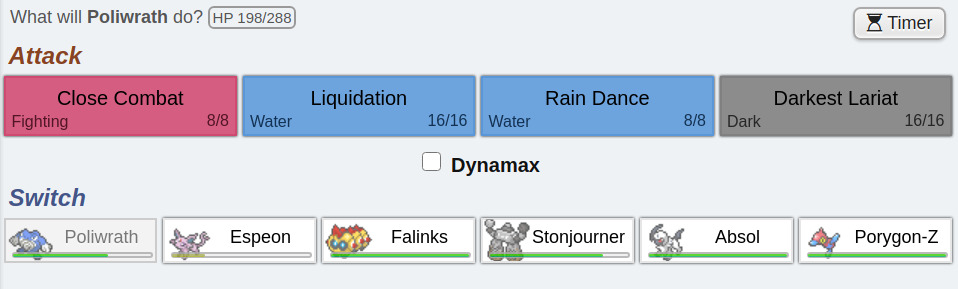 What will Poliwrath do? HP 198/288
Timer
Attack
Close Combat
Fighting 8/8
Liquidation
Water 16/16
Rain Dance
Water 8/8
Darkest Lariat
Dark 16/16
Dynamax
Switch
Poliwrath
Espeon
Falinks
Stonjourner
Absol
Porygon-Z